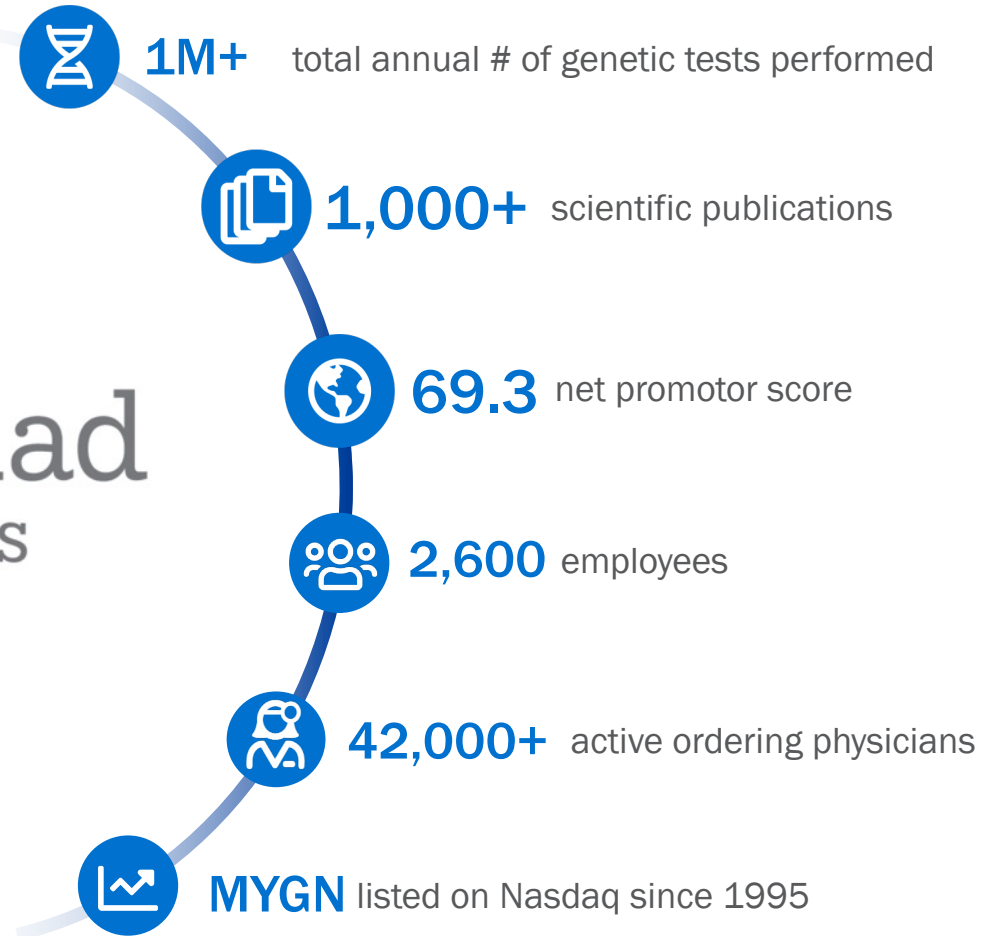 1M+ total annual # of genetic tests performed
1,000+ scientific publications
69.3 net promotor score
ad
s
2,600 employees
42,000+ active ordering physicians
MYGN listed on Nasdaq since 1995